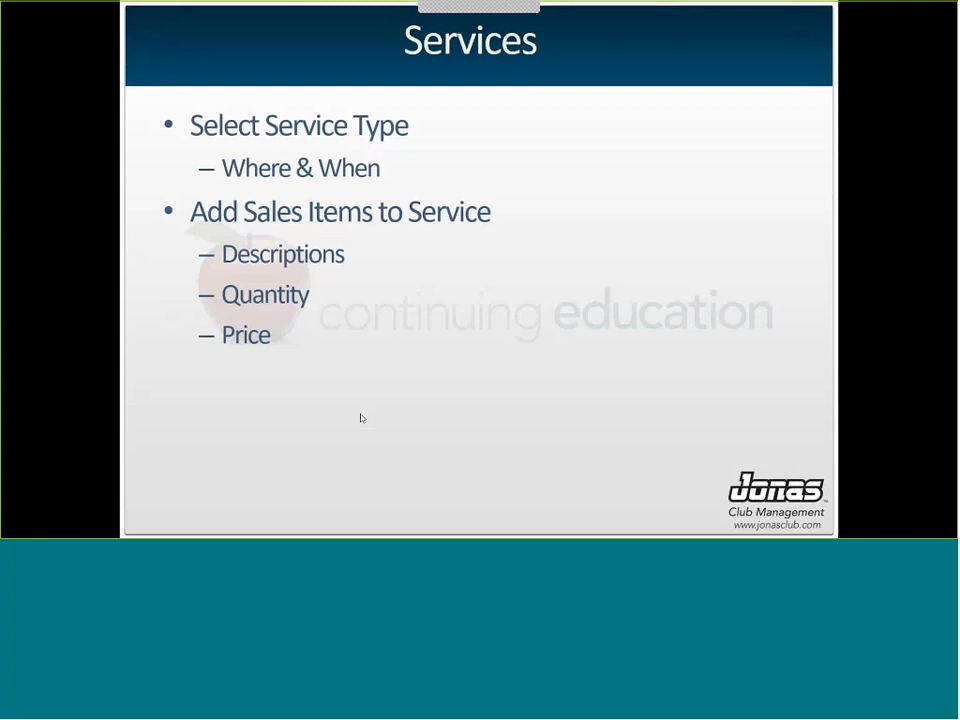 Services
• Select Service Type
– Where & When
• Add Sales Items to Service
– Descriptions
– Quantity
– Price
continuing education
Jonas
Club Management
www.jonasclub.com